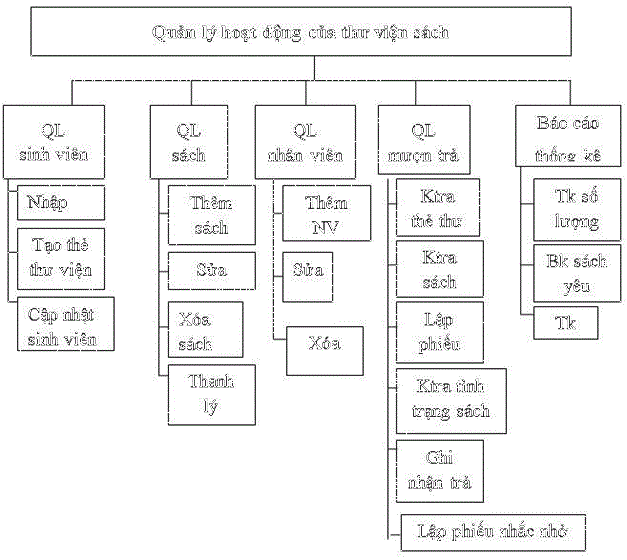 Quản lý hoạt động của thư viện sách
QL
sinh viên
Nhập
Tạo thẻ
thư viện
Cập nhật
sinh viên
QL
sách
Thêm
sách
Sửa
Xóa
sách
Thanh
lý
QL
nhân viên
Thêm
NV
Sửa
Xóa
QL
mượn trả
Ktra
thẻ thư
Ktra
sách
Lập
phiếu
Ktra tình
trạng sách
Ghi
nhận trả
Lập phiếu nhắc nhở
Báo cáo
thống kê
Tk số
lượng
Bk sách
yêu
Tk